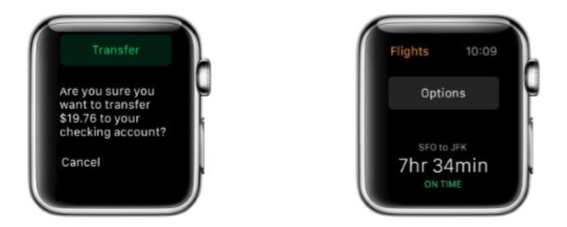 Transfer
Are you sure you
want to transfer
$19.76 to your
checking account?
Cancel
Flights 10:09
Options
SFO to JFK
7hr 34min
ON TIME